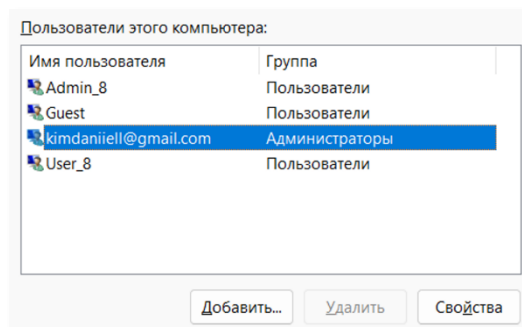 Пользователи этого компьютера:
Имя пользователя Группа
Admin_8 Пользователи
Guest Пользователи
kimdaniiell@gmail.com Администраторы
User_8 Пользователи
Добавить... Удалить Свойства